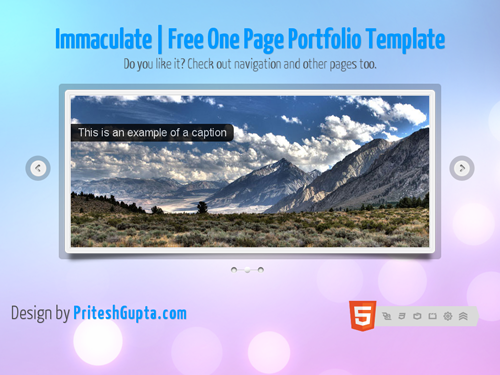 Immaculate | Free One Page Portfolio Template
Do you like it? Check out navigation and other pages too.
This is an example of a caption
Design by PriteshGupta.com
5